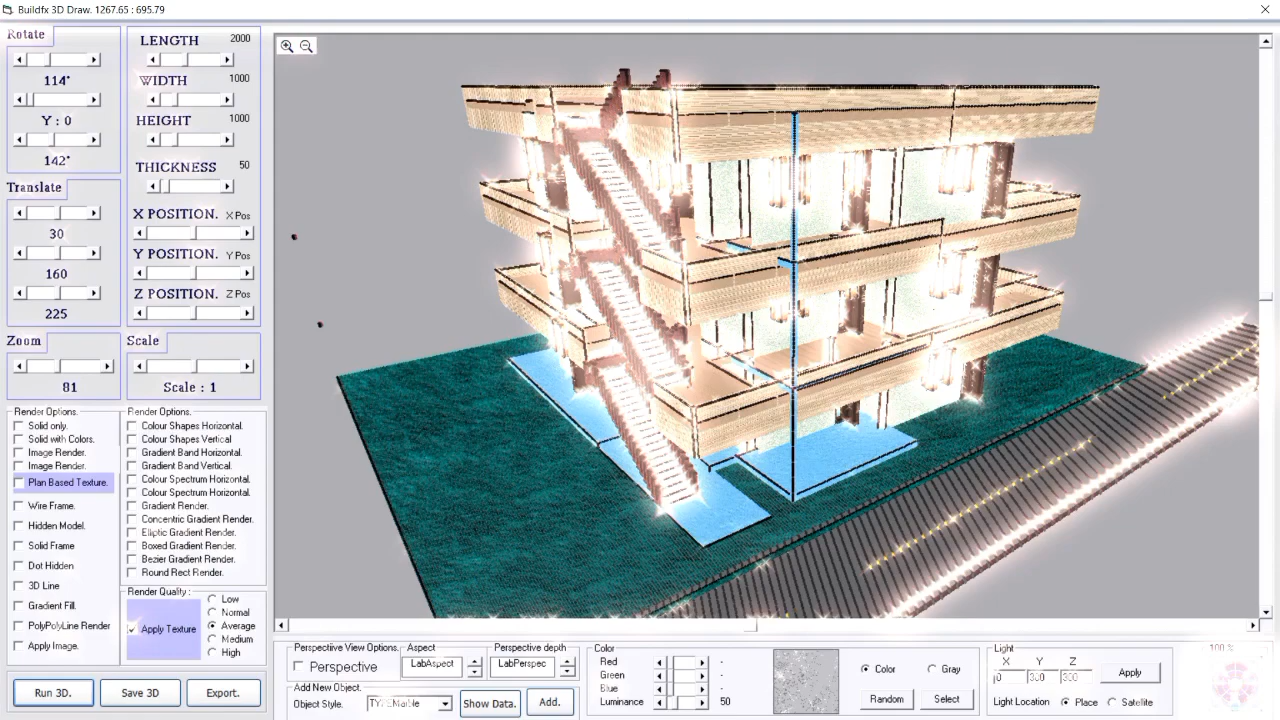 Buildfx 3D Draw. 1267.65 : 695.79
Rotate
114°
Y : 0
142°
Translate
30
160
225
Zoom
81
LENGTH 2000
WIDTH 1000
HEIGHT 1000
THICKNESS 50
X POSITION. X Pos
Y POSITION. Y Pos
Z POSITION. Z Pos
Scale
Scale : 1
Render Options.
Solid only.
Solid with Colors.
Image Render.
Image Render.
Plan Based Texture.
Wire Frame.
Hidden Model.
Solid Frame
Dot Hidden
3D Line
Gradient Fill.
PolyPolyLine Render
Apply Image.
Render Options.
Colour Shapes Horizontal.
Colour Shapes Vertical
Gradient Band Horizontal.
Gradient Band Vertical.
Colour Spectrum Horizontal.
Colour Spectrum Horizontal.
Gradient Render.
Concentric Gradient Render.
Eliptic Gradient Render.
Boxed Gradient Render.
Bezier Gradient Render.
Round Rect Render.
Render Quality :
Apply Texture
Low
Normal
Average
Medium
High
Run 3D. Save 3D Export.
Perspective View Options.
Perspective
Aspect
LabAspect
Perspective depth
LabPerspec
Add New Object.
Object Style.
Show Data. Add.
Color
Red -
Green -
Blue -
Luminance 50
Color Gray
Random Select
Light
X Y Z
Apply
Light Location Place Satelite
100 %